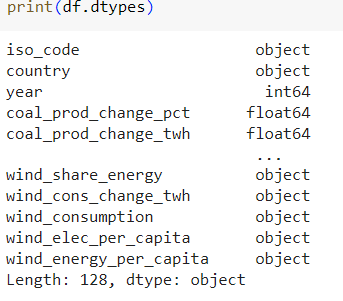 print(df.dtypes)
iso_code object
country object
year int64
coal_prod_change_pct float64
coal_prod_change_twh float64
...
wind_share_energy object
wind_cons_change_twh object
wind_consumption object
wind_elec_per_capita object
wind_energy_per_capita object
Length: 128, dtype: object